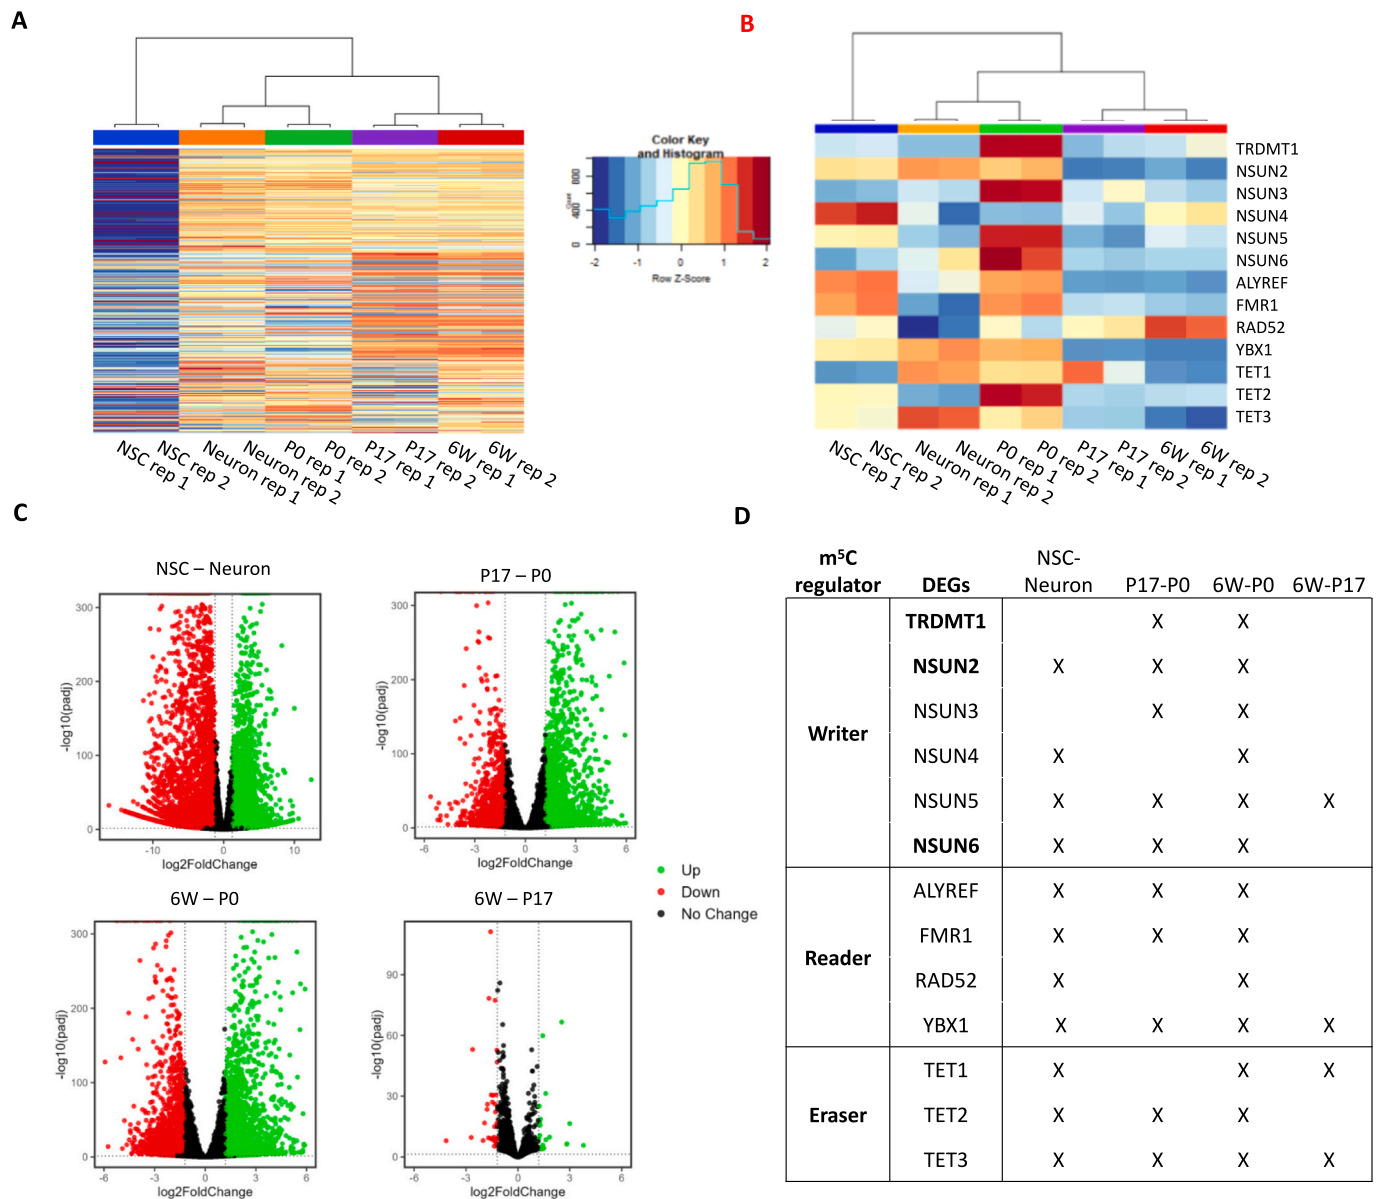 A
B
Color Key
and Histogram
Count
0
400
800
-2 -1 0 1 2
Row Z-Score
TRDMT1
NSUN2
NSUN3
NSUN4
NSUN5
NSUN6
ALYREF
FMR1
RAD52
YBX1
TET1
TET2
TET3
NSC rep 1
NSC rep 2
Neuron rep 1
Neuron rep 2
P0 rep 1
P0 rep 2
P17 rep 1
P17 rep 2
6W rep 1
6W rep 2
NSC rep 1
NSC rep 2
Neuron rep 1
Neuron rep 2
P0 rep 1
P0 rep 2
P17 rep 1
P17 rep 2
6W rep 1
6W rep 2
C
NSC – Neuron
300
200
100
0
-log10(padj)
-10 0 10
log2FoldChange
P17 – P0
300
200
100
0
-log10(padj)
-6 -3 0 3 6
log2FoldChange
Up
Down
No Change
6W – P0
300
200
100
0
-log10(padj)
-6 -3 0 3 6
log2FoldChange
6W – P17
90
60
30
0
-log10(padj)
-6 -3 0 3 6
log2FoldChange
D
m⁵C regulator DEGs NSC-Neuron P17-P0 6W-P0 6W-P17
Writer
TRDMT1 X X
NSUN2 X X X
NSUN3 X X
NSUN4 X X
NSUN5 X X X X
NSUN6 X X X
Reader
ALYREF X X X
FMR1 X X X
RAD52 X X
YBX1 X X X X
Eraser
TET1 X X X
TET2 X X X
TET3 X X X X